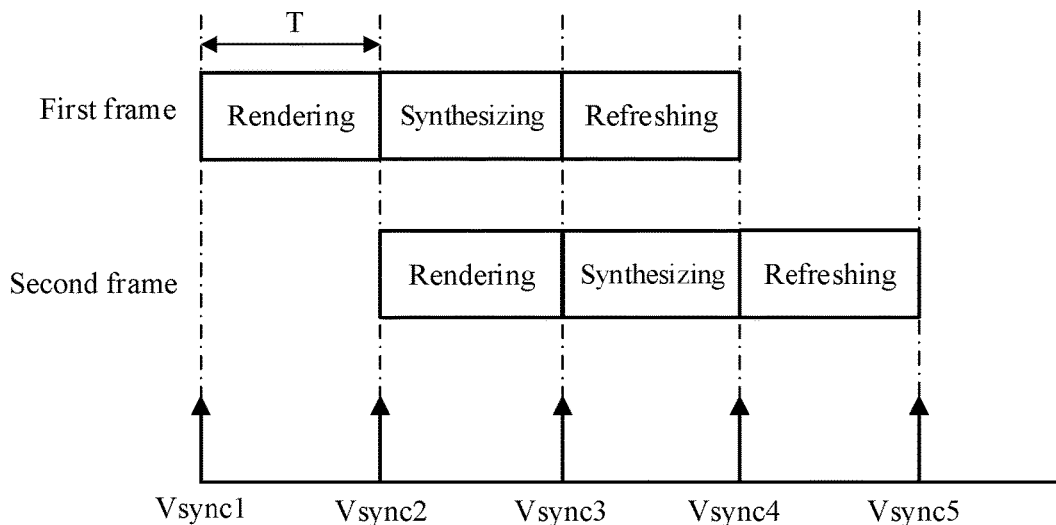 T
First frame
Rendering
Synthesizing
Refreshing
Second frame
Rendering
Synthesizing
Refreshing
Vsync1
Vsync2
Vsync3
Vsync4
Vsync5